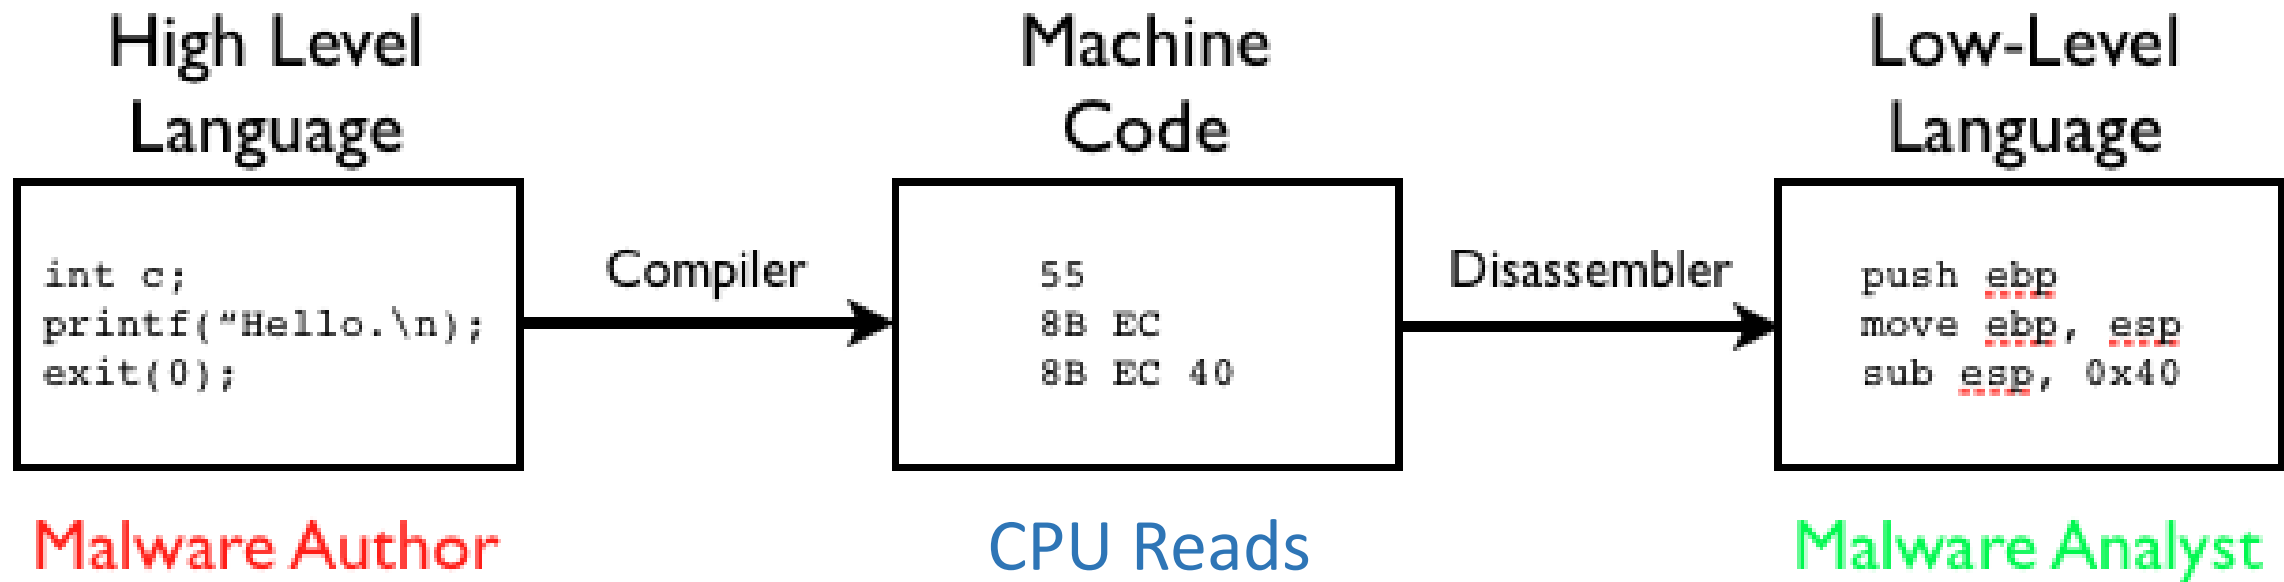 High Level
Language
int c;
printf(“Hello.\n);
exit(0);
Malware Author
Compiler
Machine
Code
55
8B EC
8B EC 40
CPU Reads
Disassembler
Low-Level
Language
push ebp
move ebp, esp
sub esp, 0x40
Malware Analyst